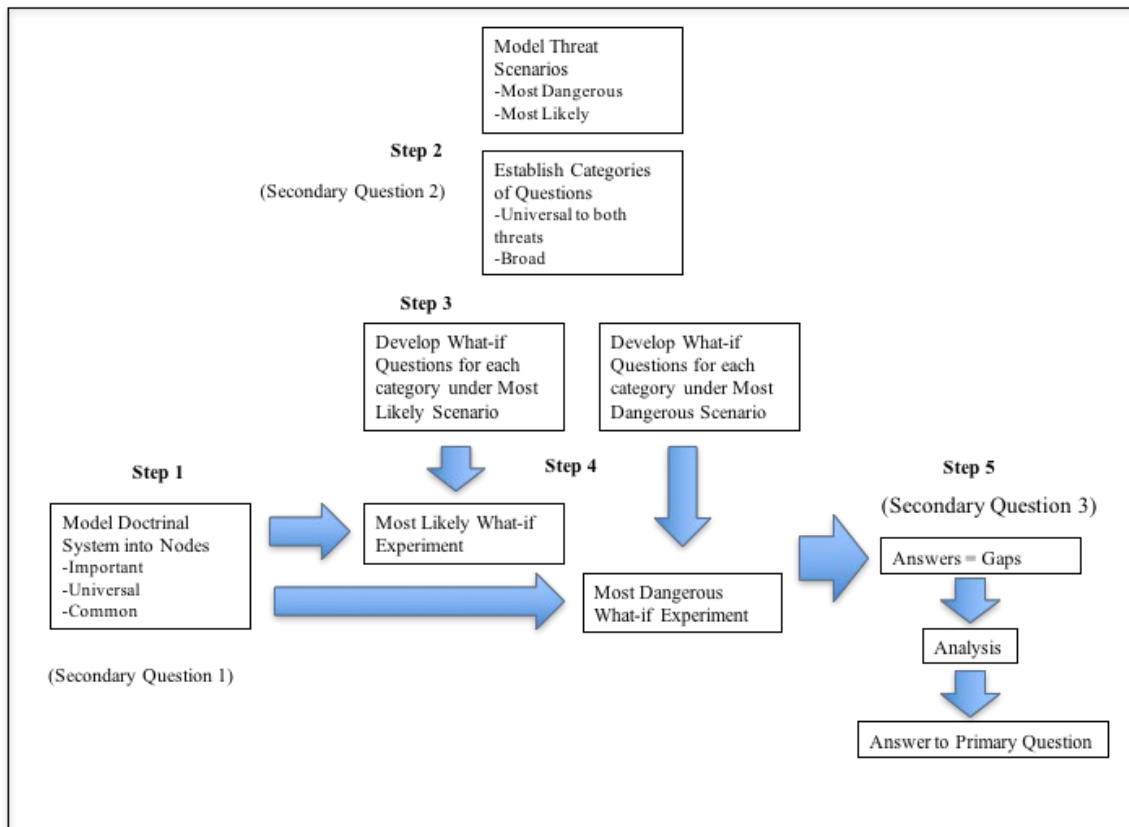 Model Threat
Scenarios
-Most Dangerous
-Most Likely
Step 2
(Secondary Question 2)
Establish Categories
of Questions
-Universal to both
threats
-Broad
Step 3
Develop What-if
Questions for each
category under Most
Likely Scenario
Develop What-if
Questions for each
category under Most
Dangerous Scenario
Step 1
Step 4
Step 5
(Secondary Question 3)
Model Doctrinal
System into Nodes
-Important
-Universal
-Common
Most Likely What-if
Experiment
Most Dangerous
What-if Experiment
Answers = Gaps
Analysis
(Secondary Question 1)
Answer to Primary Question